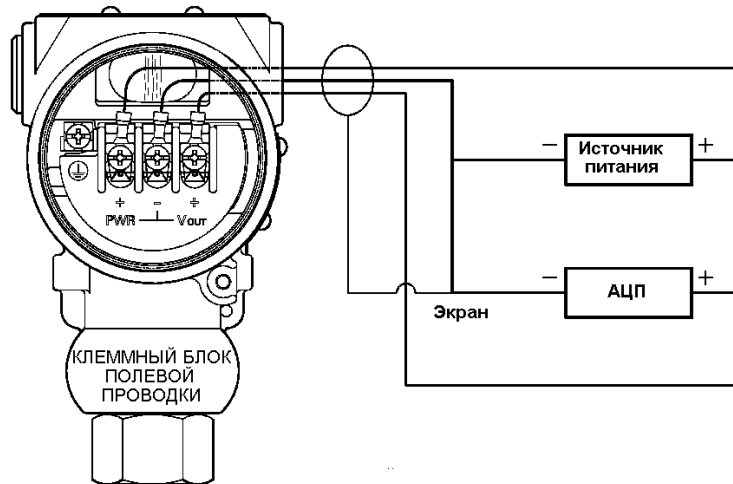 Источник
питания
− +
+ - +
PWR VOUT
− АЦП +
Экран
КЛЕММНЫЙ БЛОК
ПОЛЕВОЙ
ПРОВОДКИ